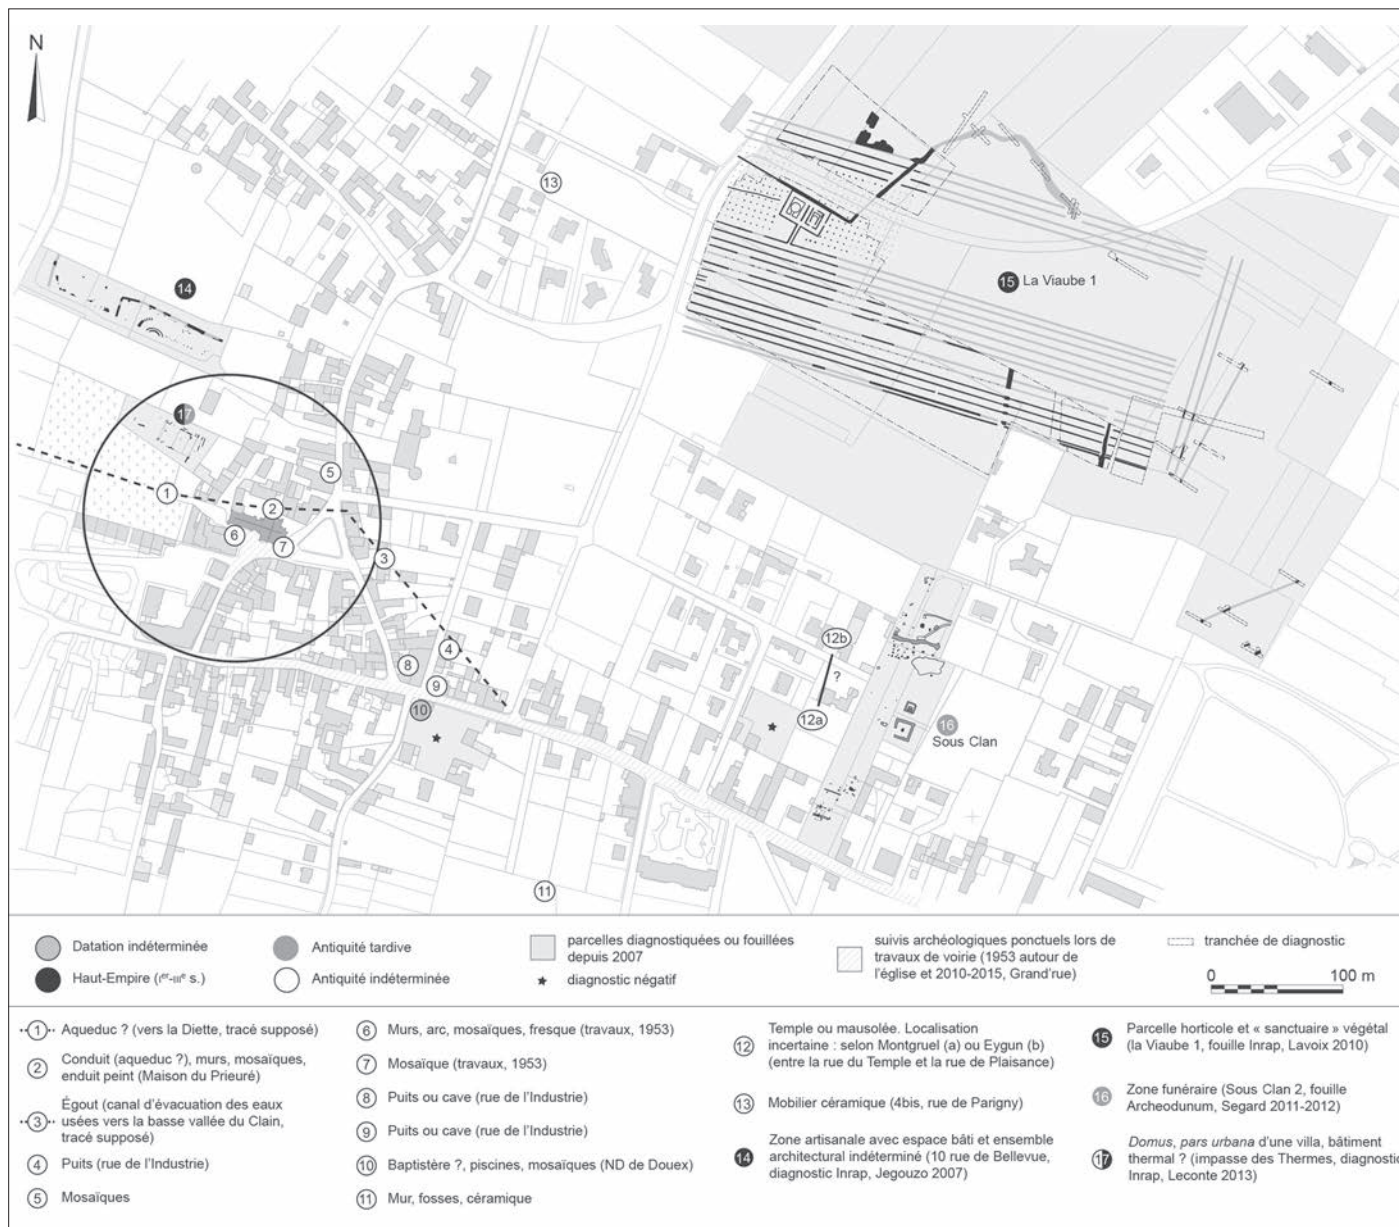 N
13
14
15 La Viaube 1
17
5
1
2
6
7
3
12b
4
?
8
9
10
12a
16
Sous Clan
11
Datation indéterminée
Haut-Empire (Iᵉʳ-IIIᵉ s.)
Antiquité tardive
Antiquité indéterminée
parcelles diagnostiquées ou fouillées
depuis 2007
diagnostic négatif
suivis archéologiques ponctuels lors de
travaux de voirie (1953 autour de
l'église et 2010-2015, Grand'rue)
tranchée de diagnostic
0 100 m
1 Aqueduc ? (vers la Diette, tracé supposé)
2 Conduit (aqueduc ?), murs, mosaïques,
enduit peint (Maison du Prieuré)
3 Égout (canal d'évacuation des eaux
usées vers la basse vallée du Clain,
tracé supposé)
4 Puits (rue de l'Industrie)
5 Mosaïques
6 Murs, arc, mosaïques, fresque (travaux, 1953)
7 Mosaïque (travaux, 1953)
8 Puits ou cave (rue de l'Industrie)
9 Puits ou cave (rue de l'Industrie)
10 Baptistère ?, piscines, mosaïques (ND de Douex)
11 Mur, fosses, céramique
12 Temple ou mausolée. Localisation
incertaine : selon Montgruel (a) ou Eygun (b)
(entre la rue du Temple et la rue de Plaisance)
13 Mobilier céramique (4bis, rue de Parigny)
14 Zone artisanale avec espace bâti et ensemble
architectural indéterminé (10 rue de Bellevue,
diagnostic Inrap, Jegouzo 2007)
15 Parcelle horticole et « sanctuaire » végétal
(la Viaube 1, fouille Inrap, Lavoix 2010)
16 Zone funéraire (Sous Clan 2, fouille
Archeodunum, Segard 2011-2012)
17 Domus, pars urbana d'une villa, bâtiment
thermal ? (impasse des Thermes, diagnostic
Inrap, Leconte 2013)